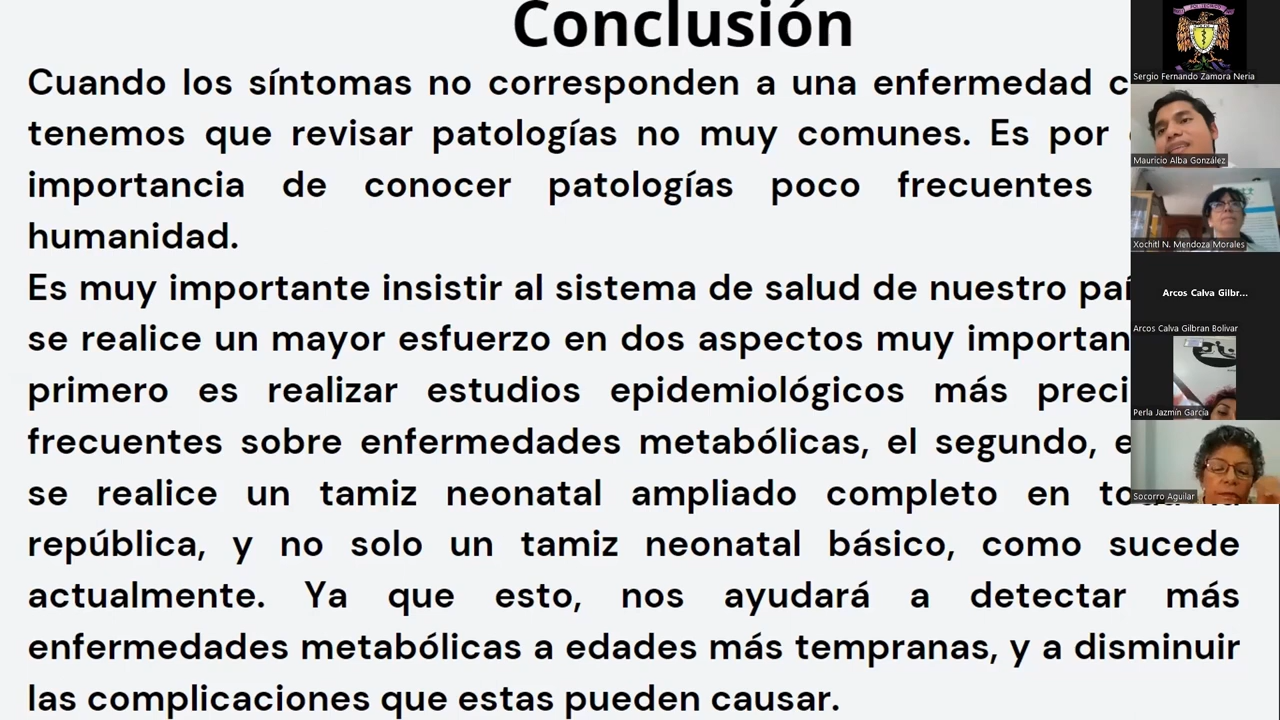 Conclusión
Cuando los síntomas no corresponden a una enfermedad
tenemos que revisar patologías no muy comunes. Es por
importancia de conocer patologías poco frecuentes
humanidad.
Es muy importante insistir al sistema de salud de nuestro
se realice un mayor esfuerzo en dos aspectos muy
primero es realizar estudios epidemiológicos más
frecuentes sobre enfermedades metabólicas, el segundo,
se realice un tamiz neonatal ampliado completo en
república, y no solo un tamiz neonatal básico, como sucede
actualmente. Ya que esto, nos ayudará a detectar más
enfermedades metabólicas a edades más tempranas, y a disminuir
las complicaciones que estas pueden causar.
Sergio Fernando Zamora Neria
Mauricio Alba González
Xochitl N. Mendoza Morales
Arcos Calva Gilbr...
Arcos Calva Gilbran Bolivar
Perla Jazmín García
Socorro Aguilar